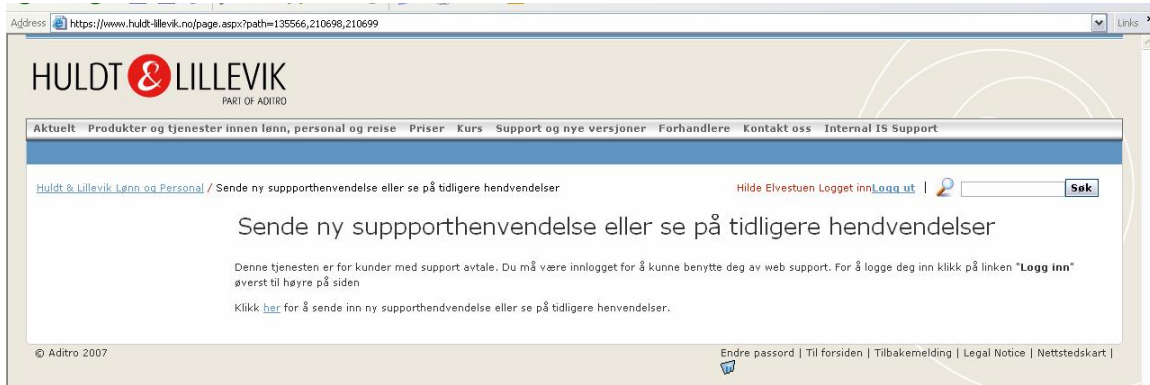 Address https://www.huldt-lillevik.no/page.aspx?path=135566,210698,210699 Links
HULDT & LILLEVIK
PART OF ADITRO
Aktuelt Produkter og tjenester innen lønn, personal og reise Priser Kurs Support og nye versjoner Forhandlere Kontakt oss Internal IS Support
Huldt & Lillevik Lønn og Personal / Sende ny suppporthenvendelse eller se på tidligere hendvendelser Hilde Elvestuen Logget innLogg ut | Søk
Sende ny suppporthenvendelse eller se på tidligere hendvendelser
Denne tjenesten er for kunder med support avtale. Du må være innlogget for å kunne benytte deg av web support. For å logge deg inn klikk på linken "Logg inn"
øverst til høyre på siden
Klikk her for å sende inn ny supporthendvendelse eller se på tidligere henvendelser.
© Aditro 2007 Endre passord | Til forsiden | Tilbakemelding | Legal Notice | Nettstedskart |